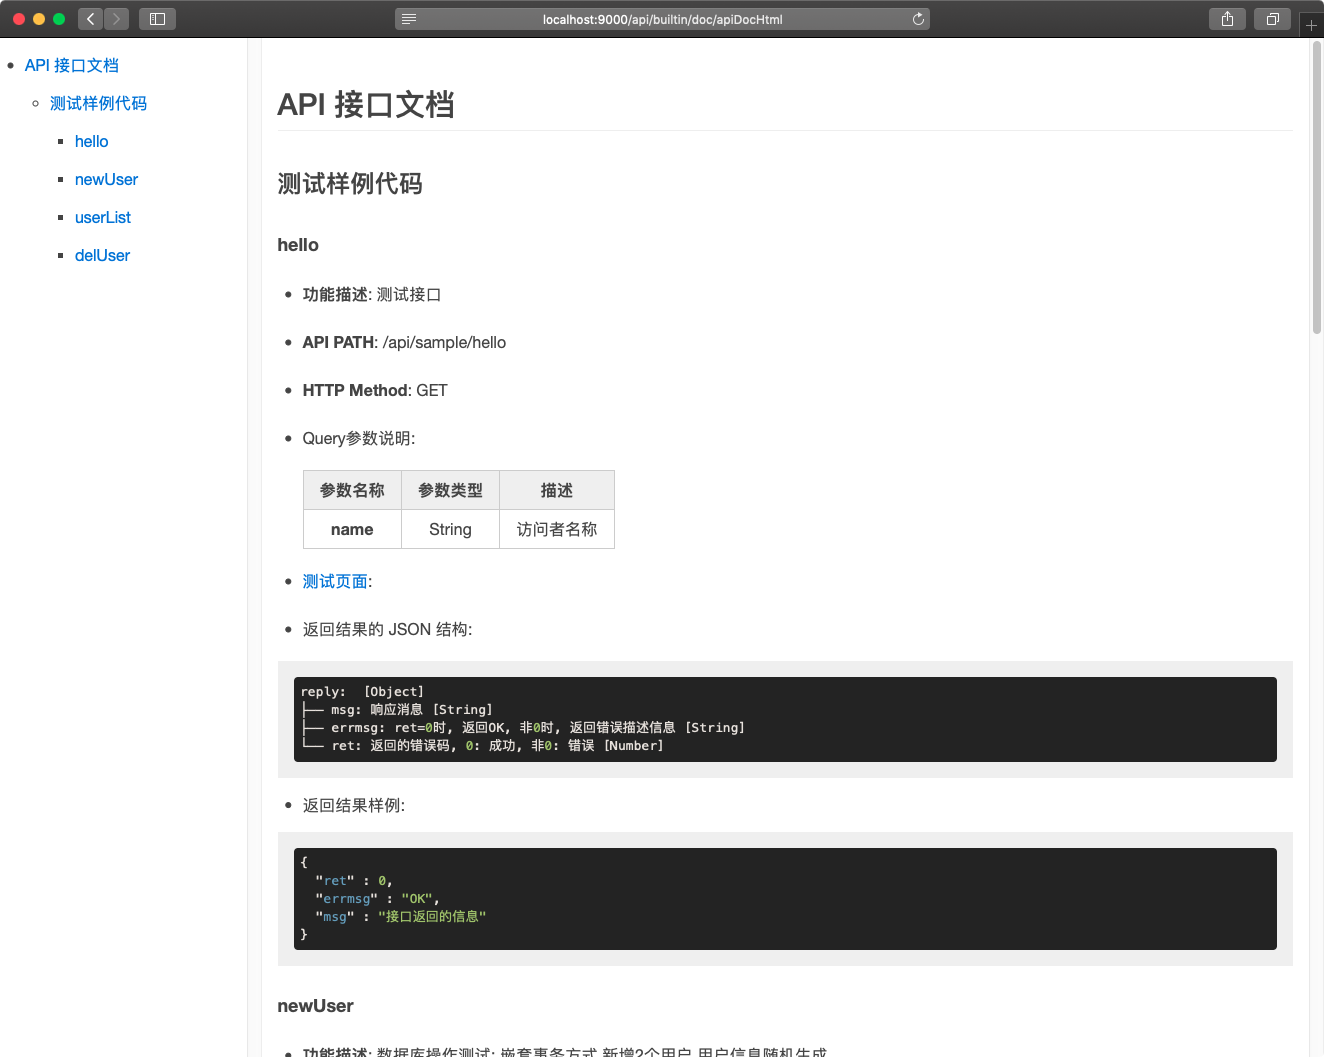 localhost:9000/api/builtin/doc/apiDocHtml
API 接口文档
测试样例代码
hello
newUser
userList
delUser
API 接口文档
测试样例代码
hello
功能描述: 测试接口
API PATH: /api/sample/hello
HTTP Method: GET
Query参数说明:
参数名称 参数类型 描述
name String 访问者名称
测试页面:
返回结果的 JSON 结构:
reply:  [Object]
├── msg: 响应消息 [String]
├── errmsg: ret=0时, 返回OK, 非0时, 返回错误描述信息 [String]
└── ret: 返回的错误码, 0: 成功, 非0: 错误 [Number]
返回结果样例:
{
"ret" : 0,
"errmsg" : "OK",
"msg" : "接口返回的信息"
}
newUser
功能描述: 数据库操作测试: 嵌套事务方式 新增2个用户 用户信息随机生成